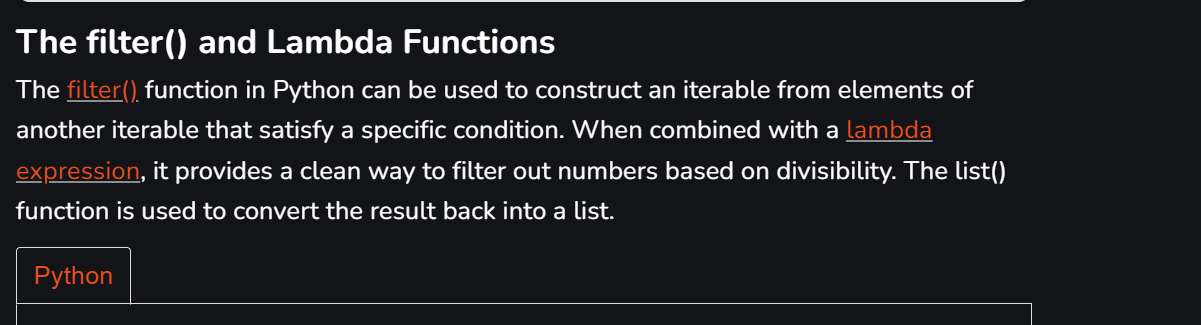 The filter() and Lambda Functions
The filter() function in Python can be used to construct an iterable from elements of
another iterable that satisfy a specific condition. When combined with a lambda
expression, it provides a clean way to filter out numbers based on divisibility. The list()
function is used to convert the result back into a list.
Python